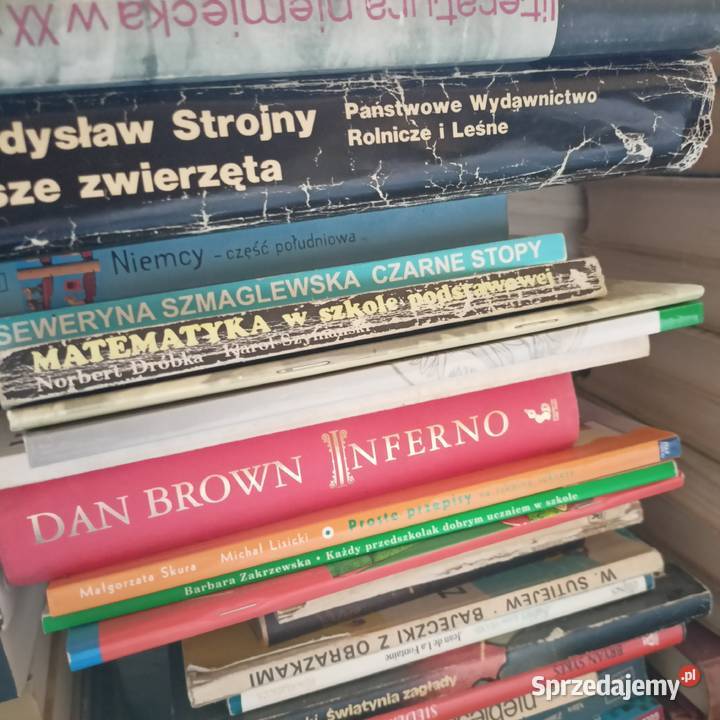 literatura niemiecka w XX
dysław Strojny
sze zwierzęta
Państwowe Wydawnictwo
Rolnicze i Leśne
Niemcy - część południowa
SEWERYNA SZMAGLEWSKA CZARNE STOPY
MATEMATYKA w szkole podstawowej
Norbert Dróbka Karol Szymański
DAN BROWN INFERNO
Małgorzata Skura Michał Lisicki • Proste przepisy
Barbara Zakrzewska • Każdy przedszkolak dobrym uczniem w szkole
W. SUTIEJEW · BAJECZKI Z OBRAZKAMI
Jean de La Fontaine
świątynia zagłady
BRIAN SYKES
Sprzedajemy.pl